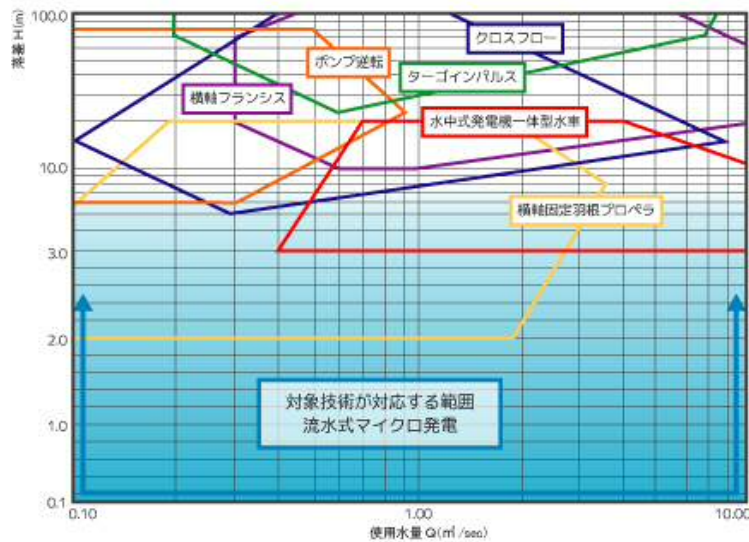 100.0
落差 H(m)
クロスフロー
ポンプ逆転
ターゴインパルス
横軸フランシス
水中式発電機一体型水車
10.0
横軸固定羽根プロペラ
3.0
2.0
対象技術が対応する範囲
流水式マイクロ発電
1.0
0.1
0.10
1.00
10.00
使用水量 Q(㎥/sec)